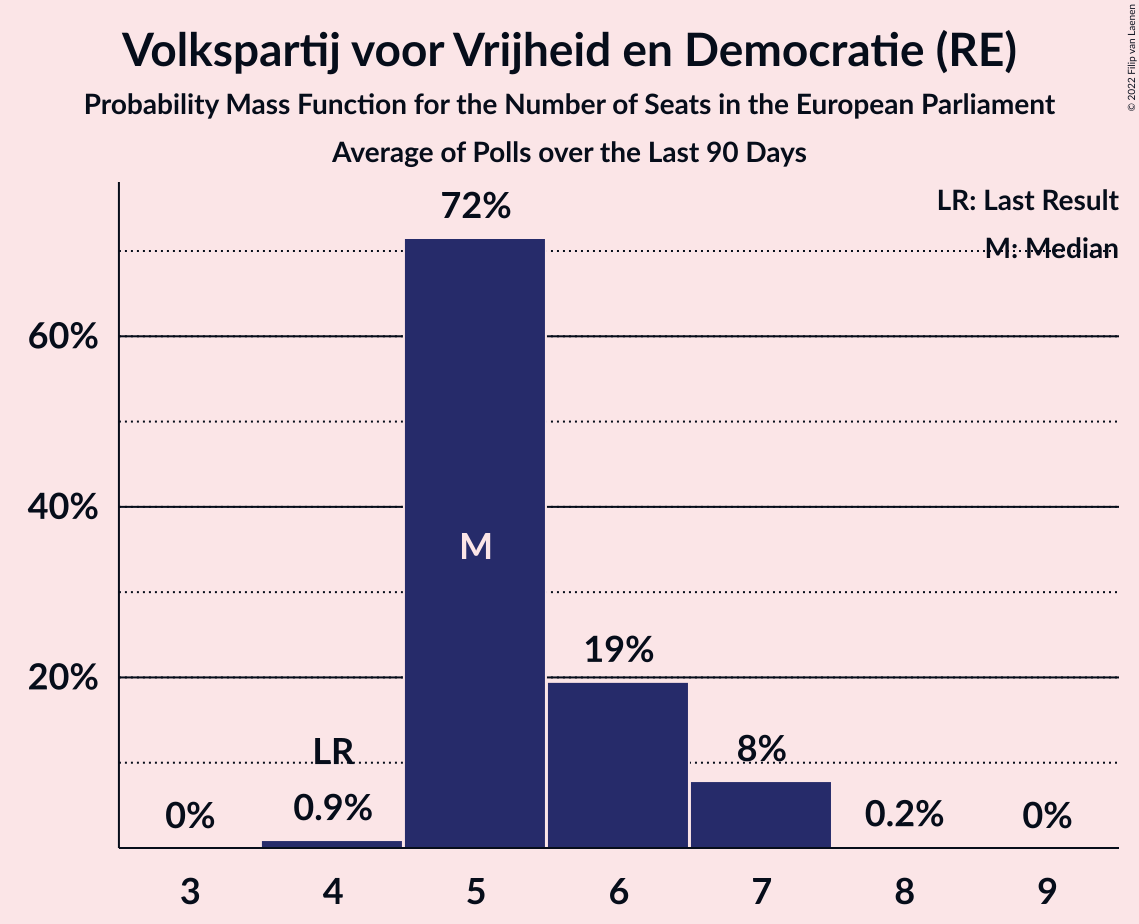 Volkspartij voor Vrijheid en Democratie (RE)
Probability Mass Function for the Number of Seats in the European Parliament
Average of Polls over the Last 90 Days
© 2022 Filip van Laenen
LR: Last Result
M: Median
72%
60%
40%
M
19%
20%
LR
8%
0%
0.9%
0.2%
0%
3 4 5 6 7 8 9